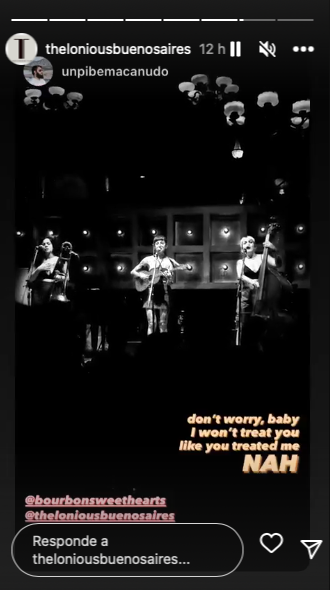 T
theloniousbuenosaires 12 h
unpibemacanudo
don't worry, baby
I won't treat you
like you treated me
NAH
@bourbonsweethearts
@theloniousbuenosaires
Responde a
theloniousbuenosaires...